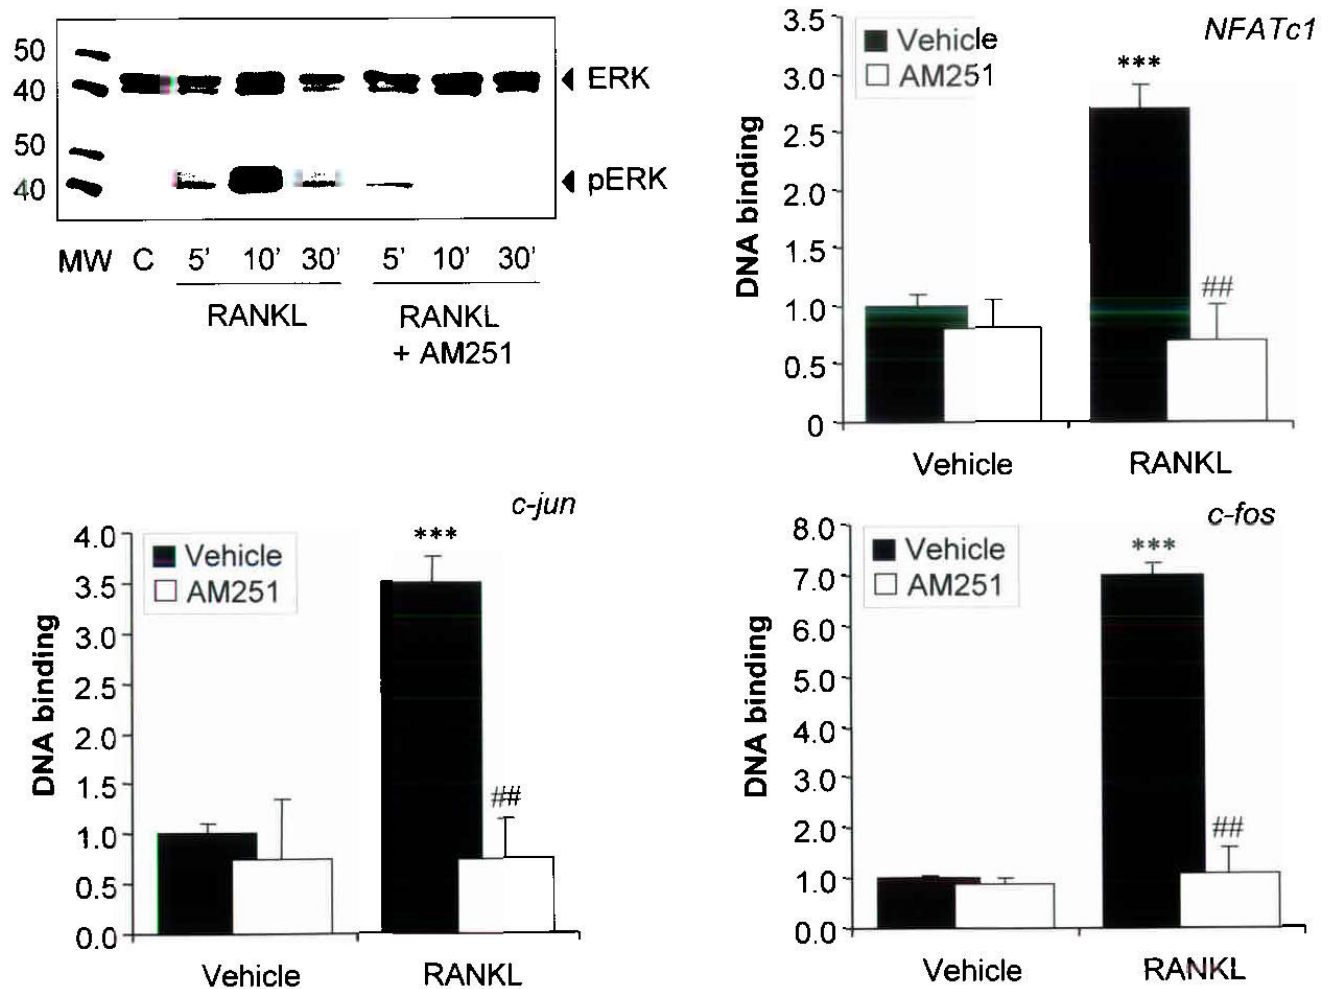 50
40
ERK
50
40
pERK
MW C 5' 10' 30' 5' 10' 30'
RANKL
RANKL
+ AM251
NFATc1
Vehicle
AM251
***
##
DNA binding
3.5
3.0
2.5
2.0
1.5
1.0
0.5
0
Vehicle
RANKL
c-jun
Vehicle
AM251
***
##
DNA binding
4.0
3.5
3.0
2.5
2.0
1.5
1.0
0.5
0.0
Vehicle
RANKL
c-fos
Vehicle
AM251
***
##
DNA binding
8.0
7.0
6.0
5.0
4.0
3.0
2.0
1.0
0.0
Vehicle
RANKL